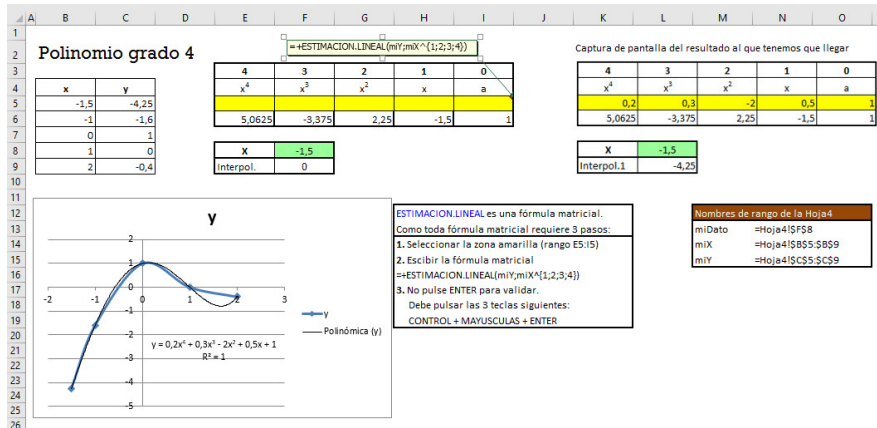 A B C D E F G H I J K L M N O
1
2 Polinomio grado 4 =+ESTIMACION.LINEAL(miY;miX^{1;2;3;4}) Captura de pantalla del resultado al que tenemos que llegar
3 4 3 2 1 0 4 3 2 1 0
4 x y x⁴ x³ x² x a x⁴ x³ x² x a
5 -1,5 -4,25 0,2 0,3 -2 0,5 1
6 -1 -1,6 5,0625 -3,375 2,25 -1,5 1 5,0625 -3,375 2,25 -1,5 1
7 0 1
8 1 0 X -1,5 X -1,5
9 2 -0,4 Interpol. 0 Interpol.1 -4,25
10
11
12 ESTIMACION.LINEAL es una fórmula matricial. Nombres de rango de la Hoja4
13 Como toda fórmula matricial requiere 3 pasos: miDato =Hoja4!$F$8
14 1. Seleccionar la zona amarilla (rango E5:I5) miX =Hoja4!$B$5:$B$9
15 2. Escibir la fórmula matricial miY =Hoja4!$C$5:$C$9
16 =+ESTIMACION.LINEAL(miY;miX^{1;2;3;4})
17 3. No pulse ENTER para validar.
18 Debe pulsar las 3 teclas siguientes:
19 CONTROL + MAYUSCULAS + ENTER
20
21
22
23
24
25
26
y
2
1
0
-2 -1 0 1 2 3
-1
-2
-3
-4
-5
y = 0,2x⁴ + 0,3x³ - 2x² + 0,5x + 1
R² = 1
y
Polinómica (y)